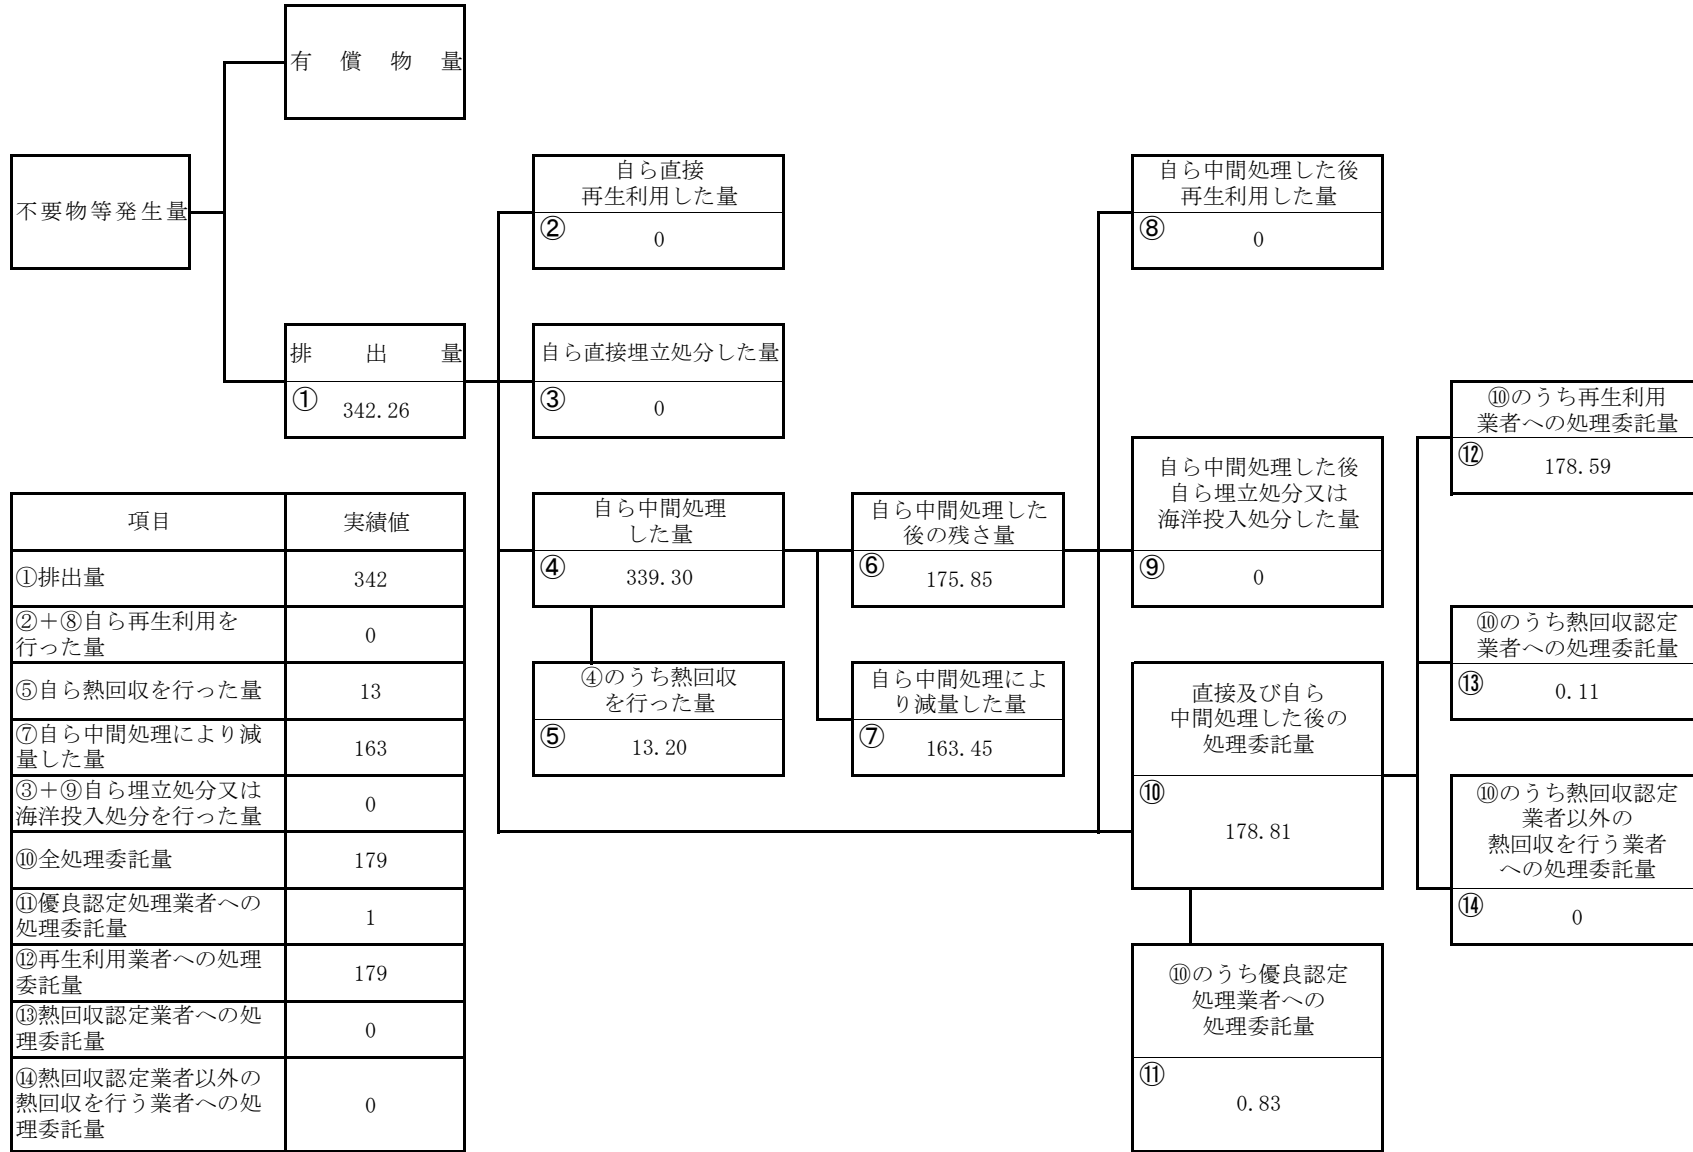 有償物量
不要物等発生量
排出量
① 342.26
自ら直接
再生利用した量
② 0
自ら直接埋立処分した量
③ 0
自ら中間処理
した量
④ 339.30
④のうち熱回収
を行った量
⑤ 13.20
自ら中間処理した
後の残さ量
⑥ 175.85
自ら中間処理によ
り減量した量
⑦ 163.45
自ら中間処理した後
再生利用した量
⑧ 0
自ら中間処理した後
自ら埋立処分又は
海洋投入処分した量
⑨ 0
直接及び自ら
中間処理した後の
処理委託量
⑩ 178.81
⑩のうち優良認定
処理業者への
処理委託量
⑪ 0.83
⑩のうち再生利用
業者への処理委託量
⑫ 178.59
⑩のうち熱回収認定
業者への処理委託量
⑬ 0.11
⑩のうち熱回収認定
業者以外の
熱回収を行う業者
への処理委託量
⑭ 0
項目 実績値
①排出量 342
②＋⑧自ら再生利用を
行った量 0
⑤自ら熱回収を行った量 13
⑦自ら中間処理により減
量した量 163
③＋⑨自ら埋立処分又は
海洋投入処分を行った量 0
⑩全処理委託量 179
⑪優良認定処理業者への
処理委託量 1
⑫再生利用業者への処理
委託量 179
⑬熱回収認定業者への処
理委託量 0
⑭熱回収認定業者以外の
熱回収を行う業者への処
理委託量 0